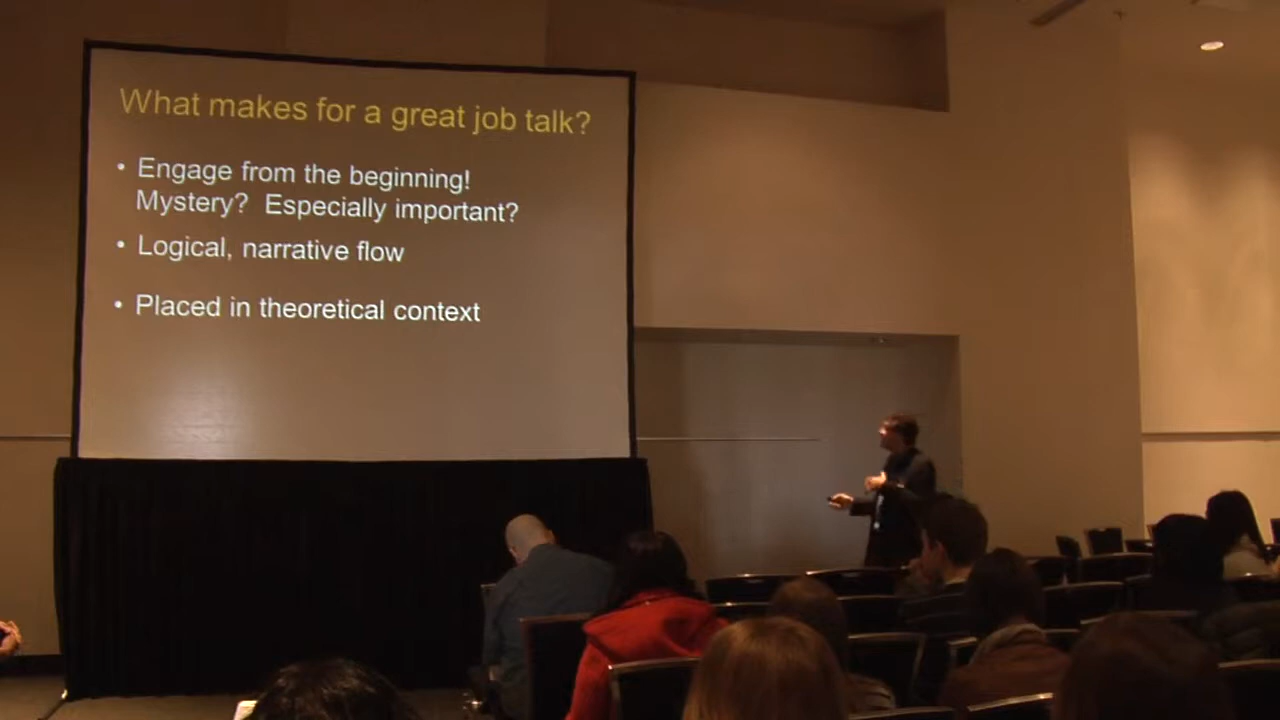 What makes for a great job talk?
• Engage from the beginning!
Mystery?  Especially important?
• Logical, narrative flow
• Placed in theoretical context